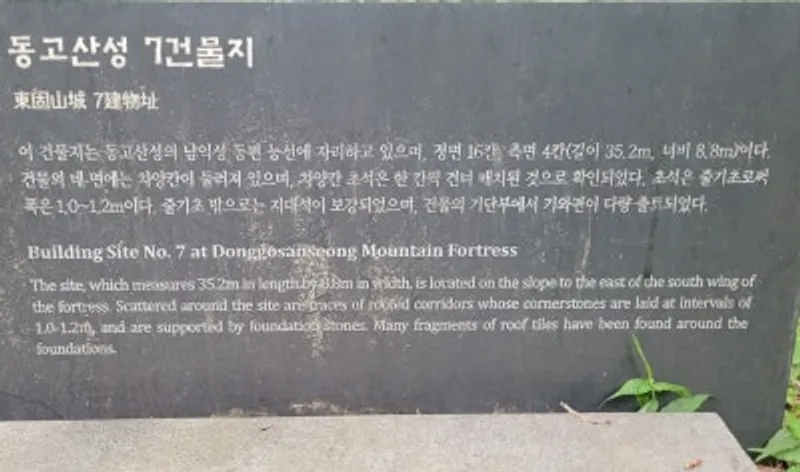 동고산성 7건물지
東固山城 7建物址
이 건물지는 동고산성의 남익성 동편 능선에 자리하고 있으며, 정면 16칸, 측면 4칸(길이 35.2m, 너비 8.8m)이다.
건물의 네 면에는 차양칸이 둘러져 있으며, 차양칸 초석은 한 칸씩 건너 배치된 것으로 확인되었다. 초석은 줄기초로써
폭은 1.0~1.2m이다. 줄기초 밖으로는 지대석이 보강되었으며, 건물의 기단부에서 기와편이 다량 출토되었다.
Building Site No. 7 at Donggosanseong Mountain Fortress
The site, which measures 35.2m in length by 8.8m in width, is located on the slope to the east of the south wing of
the fortress. Scattered around the site are traces of roofed corridors whose cornerstones are laid at intervals of
1.0-1.2m, and are supported by foundation stones. Many fragments of roof tiles have been found around the
foundations.